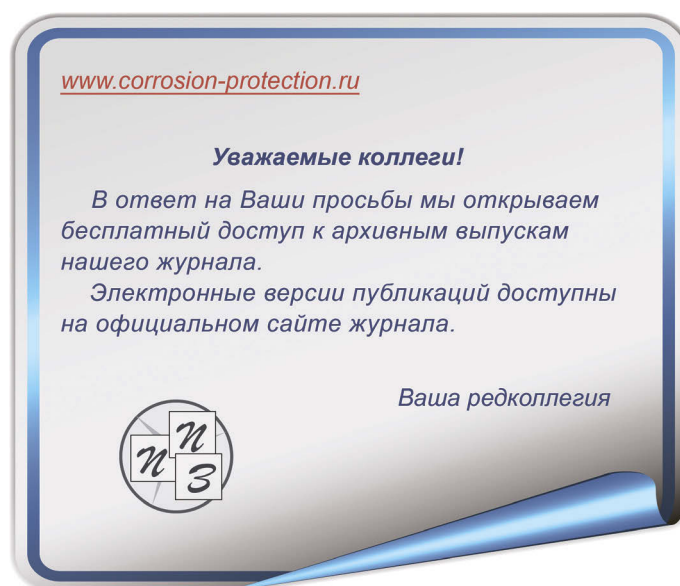 www.corrosion-protection.ru
Уважаемые коллеги!
В ответ на Ваши просьбы мы открываем
бесплатный доступ к архивным выпускам
нашего журнала.
Электронные версии публикаций доступны
на официальном сайте журнала.
Ваша редколлегия
П
П
З